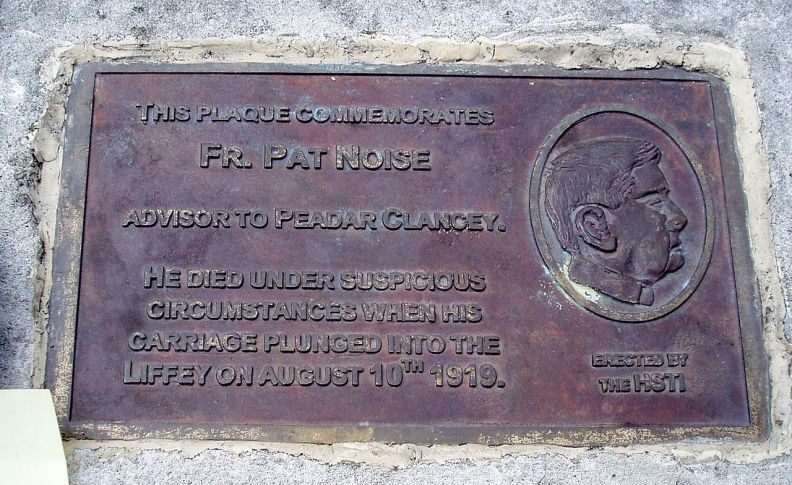 THIS PLAQUE COMMEMORATES
FR. PAT NOISE
ADVISOR TO PEADAR CLANCEY.
HE DIED UNDER SUSPICIOUS
CIRCUMSTANCES WHEN HIS
CARRIAGE PLUNGED INTO THE
LIFFEY ON AUGUST 10TH 1919.
ERECTED BY
THE HSTI